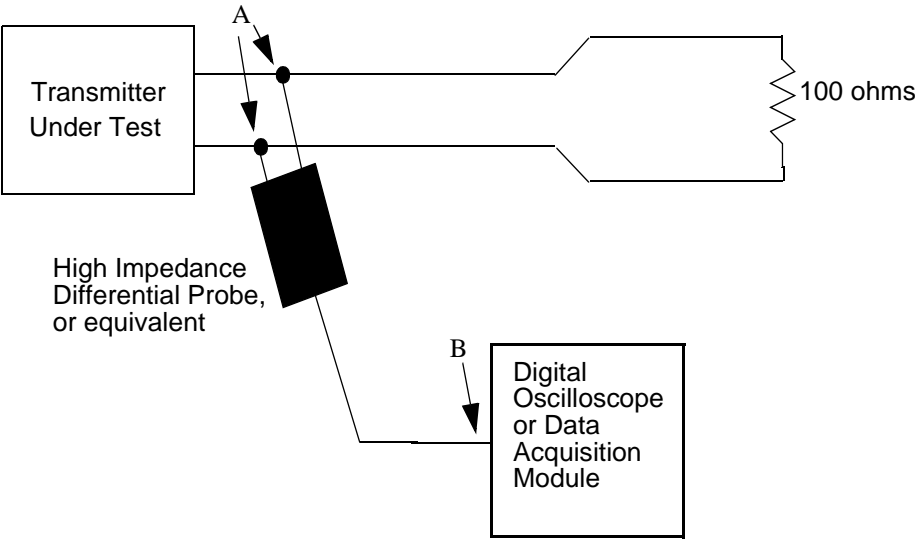 A
Transmitter
Under Test
100 ohms
High Impedance
Differential Probe,
or equivalent
B
Digital
Oscilloscope
or Data
Acquisition
Module